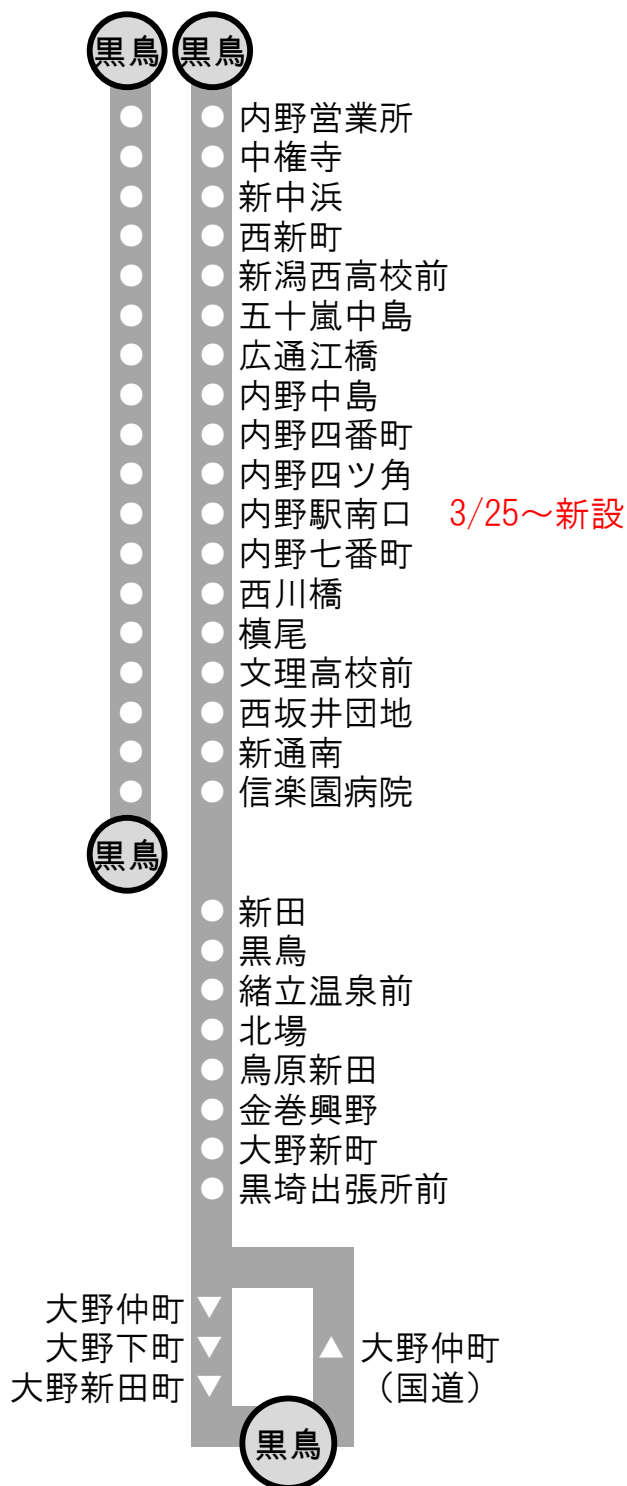 黒鳥 黒鳥
内野営業所
中権寺
新中浜
西新町
新潟西高校前
五十嵐中島
広通江橋
内野中島
内野四番町
内野四ツ角
内野駅南口 3/25～新設
内野七番町
西川橋
槙尾
文理高校前
西坂井団地
新通南
信楽園病院
黒鳥
新田
黒鳥
緒立温泉前
北場
鳥原新田
金巻興野
大野新町
黒埼出張所前
大野仲町
大野下町
大野新田町
大野仲町
（国道）
黒鳥